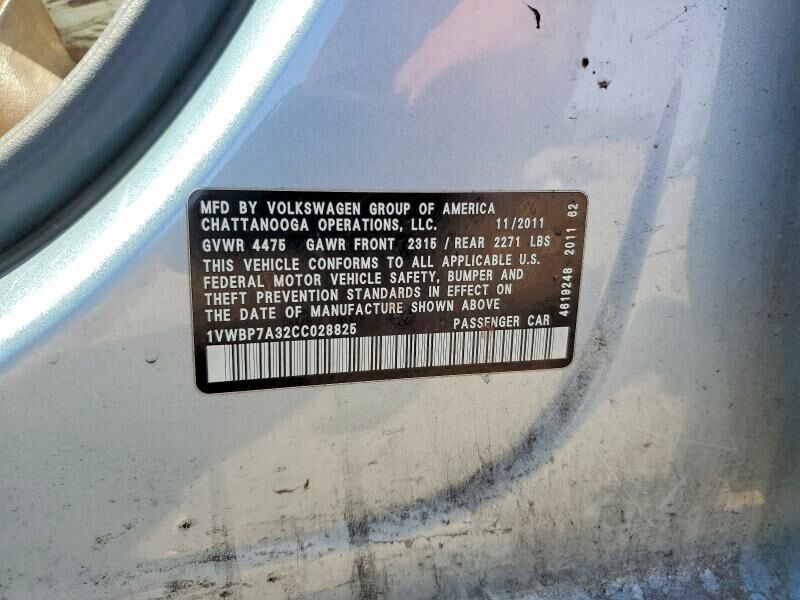 MFD BY VOLKSWAGEN GROUP OF AMERICA
CHATTANOOGA OPERATIONS, LLC. 11/2011
GVWR 4475 GAWR FRONT 2315 / REAR 2271 LBS
THIS VEHICLE CONFORMS TO ALL APPLICABLE U.S.
FEDERAL MOTOR VEHICLE SAFETY, BUMPER AND
THEFT PREVENTION STANDARDS IN EFFECT ON
THE DATE OF MANUFACTURE SHOWN ABOVE
1VWBP7A32CC028825 PASSENGER CAR
4619248 2011 62